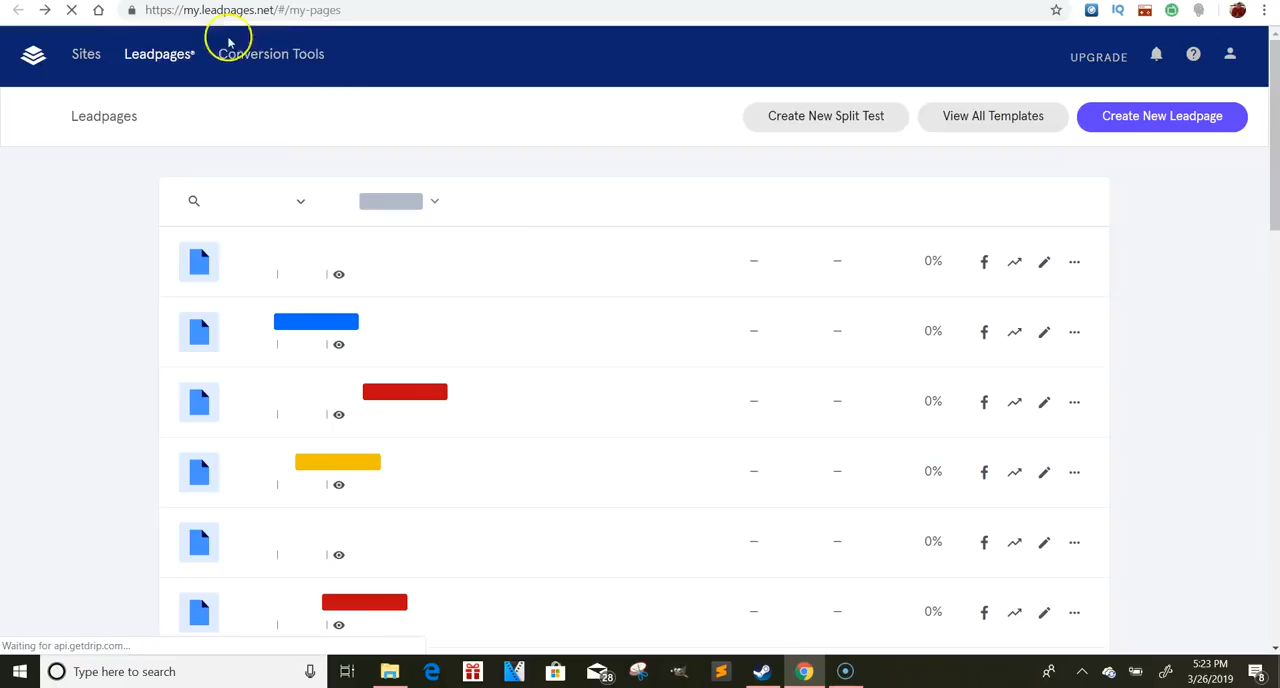 https://my.leadpages.net/#/my-pages
IQ
Sites
Leadpages®
Conversion Tools
UPGRADE
Leadpages
Create New Split Test
View All Templates
Create New Leadpage
0%
0%
0%
0%
0%
0%
Waiting for api.getdrip.com...
Type here to search
28
5:23 PM
3/26/2019
8